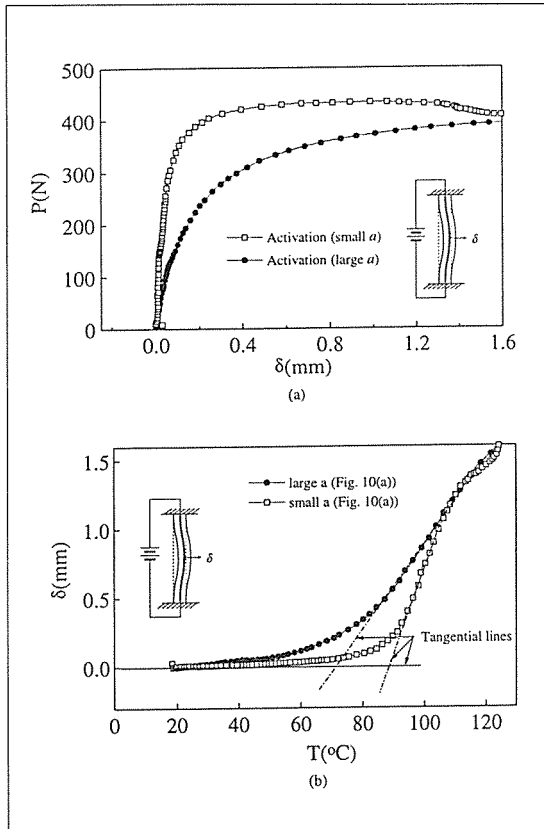 500
400
300
200
100
0
P(N)
Activation (small a)
Activation (large a)
δ
0.0
0.4
0.8
1.2
1.6
δ(mm)
(a)
1.5
1.0
0.5
0.0
δ(mm)
large a (Fig. 10(a))
small a (Fig. 10(a))
δ
Tangential lines
0
20
40
60
80
100
120
T(°C)
(b)